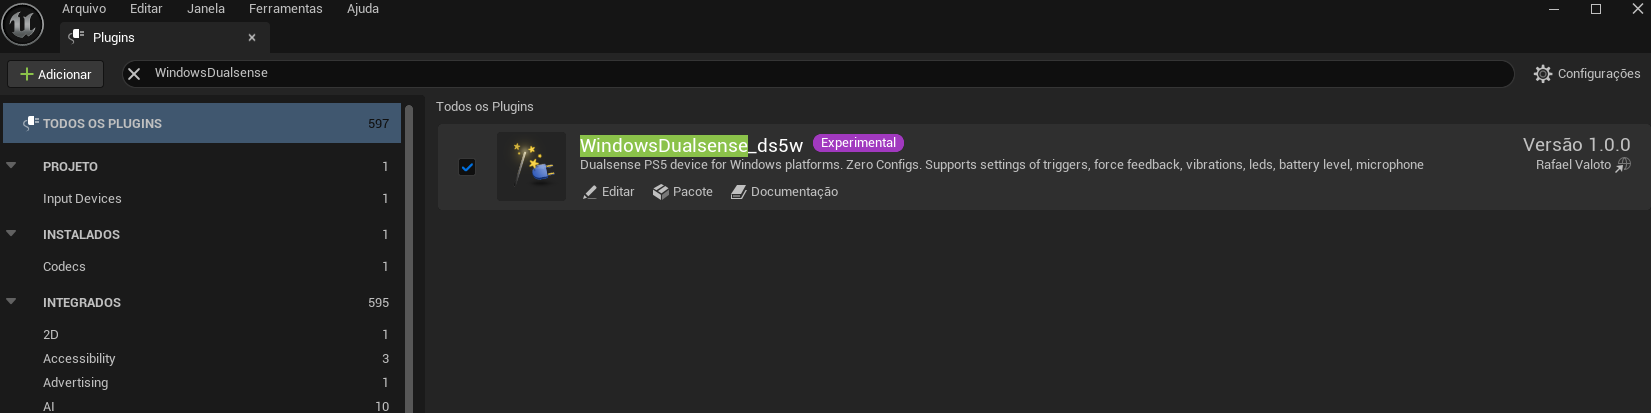 Arquivo Editar Janela Ferramentas Ajuda
Plugins
Adicionar WindowsDualsense Configurações
TODOS OS PLUGINS 597
PROJETO 1
Input Devices 1
INSTALADOS 1
Codecs 1
INTEGRADOS 595
2D 1
Accessibility 3
Advertising 1
AI 10
Todos os Plugins
WindowsDualsense_ds5w Experimental Versão 1.0.0
Dualsense PS5 device for Windows platforms. Zero Configs. Supports settings of triggers, force feedback, vibrations, leds, battery level, microphone Rafael Valoto
Editar Pacote Documentação